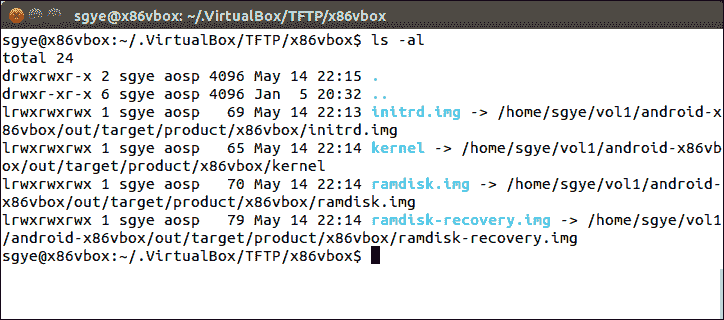 sgye@x86vbox: ~/.VirtualBox/TFTP/x86vbox
sgye@x86vbox:~/.VirtualBox/TFTP/x86vbox$ ls -al
total 24
drwxrwxr-x 2 sgye aosp 4096 May 14 22:15 .
drwxr-xr-x 6 sgye aosp 4096 Jan  5 20:32 ..
lrwxrwxrwx 1 sgye aosp   69 May 14 22:13 initrd.img -> /home/sgye/vol1/android-x
86vbox/out/target/product/x86vbox/initrd.img
lrwxrwxrwx 1 sgye aosp   65 May 14 22:14 kernel -> /home/sgye/vol1/android-x86vb
ox/out/target/product/x86vbox/kernel
lrwxrwxrwx 1 sgye aosp   70 May 14 22:14 ramdisk.img -> /home/sgye/vol1/android-
x86vbox/out/target/product/x86vbox/ramdisk.img
lrwxrwxrwx 1 sgye aosp   79 May 14 22:14 ramdisk-recovery.img -> /home/sgye/vol1
/android-x86vbox/out/target/product/x86vbox/ramdisk-recovery.img
sgye@x86vbox:~/.VirtualBox/TFTP/x86vbox$